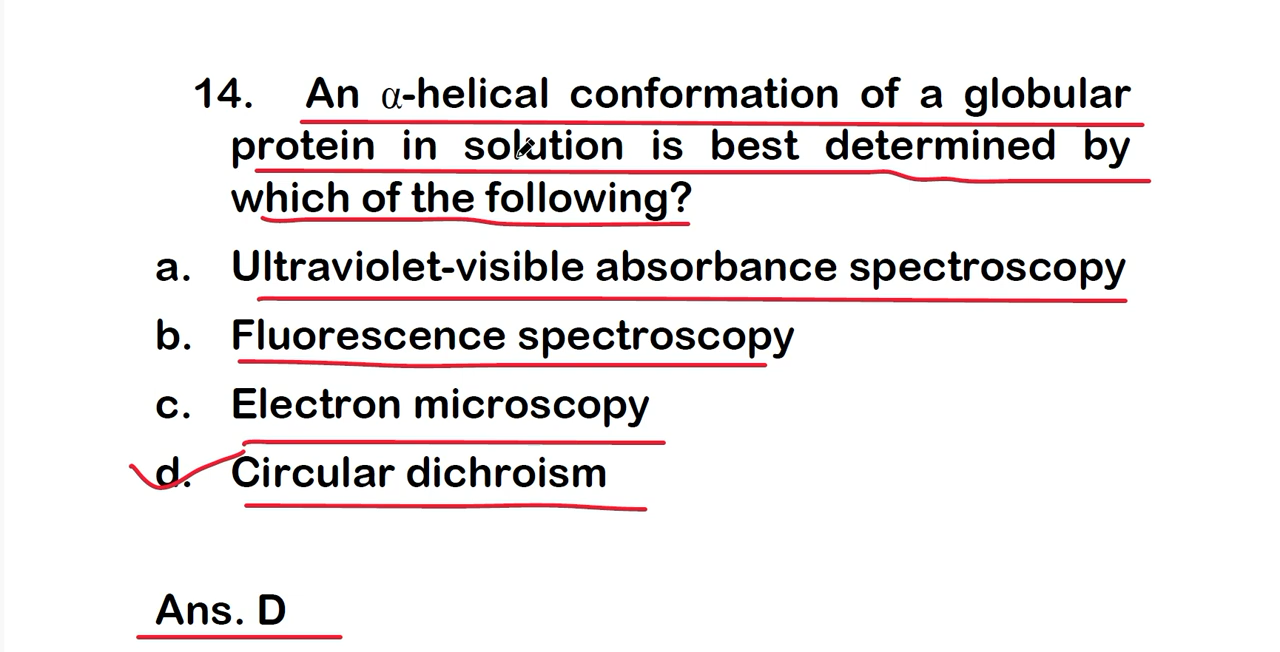 14. An α-helical conformation of a globular
protein in solution is best determined by
which of the following?
a. Ultraviolet-visible absorbance spectroscopy
b. Fluorescence spectroscopy
c. Electron microscopy
d. Circular dichroism
Ans. D